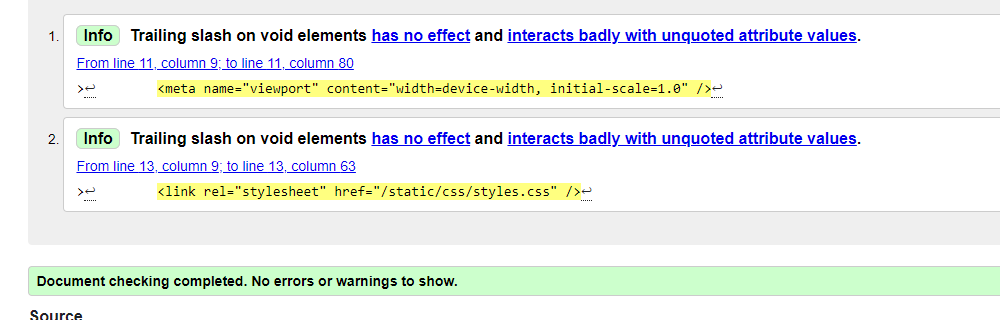 1. Info Trailing slash on void elements has no effect and interacts badly with unquoted attribute values.
From line 11, column 9; to line 11, column 80
>↩ <meta name="viewport" content="width=device-width, initial-scale=1.0" />↩
2. Info Trailing slash on void elements has no effect and interacts badly with unquoted attribute values.
From line 13, column 9; to line 13, column 63
>↩ <link rel="stylesheet" href="/static/css/styles.css" />↩
Document checking completed. No errors or warnings to show.
Source